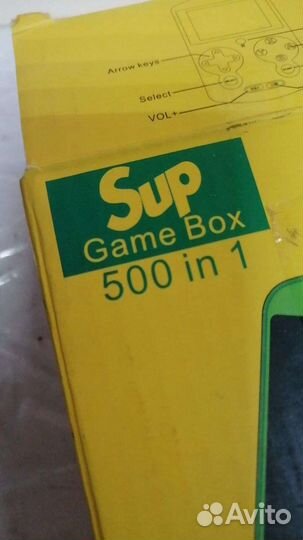 Arrow keys
Select
VOL+
Sup
Game Box
500 in 1
Avito